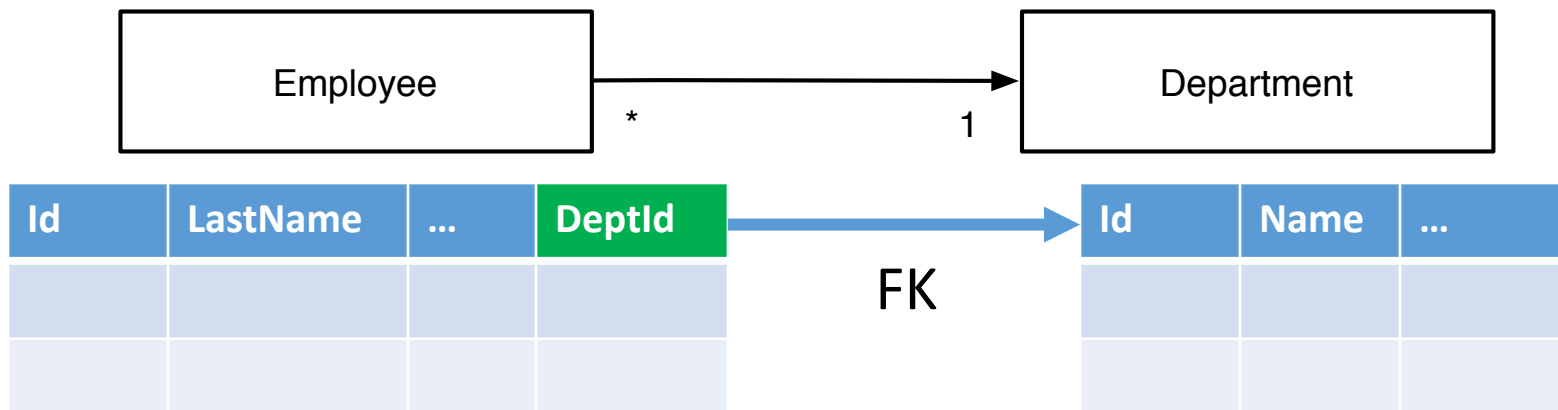 Employee
Department
*
1
Id LastName ... DeptId
Id Name ...
FK